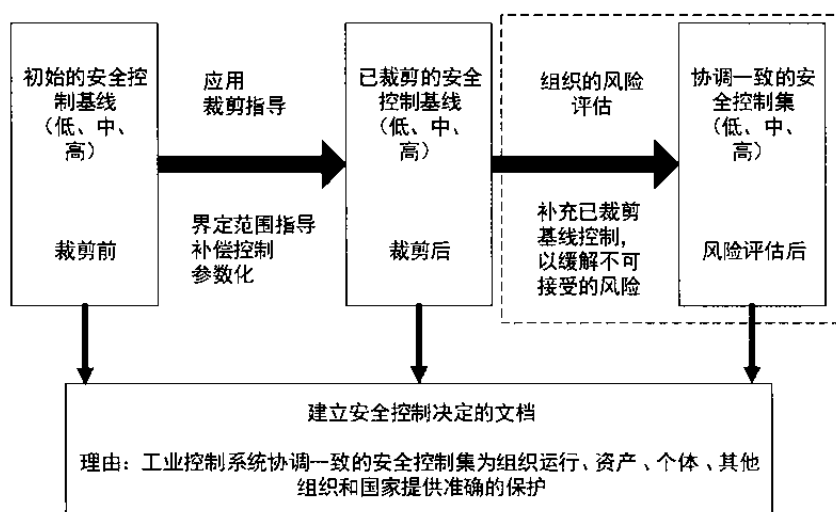 初始的安全控
制基线
（低、中、
高）
裁剪前
应用
裁剪指导
界定范围指导
补偿控制
参数化
已裁剪的安全
控制基线
（低、中、
高）
裁剪后
组织的风险
评估
补充已裁剪
基线控制，
以缓解不可
接受的风险
协调一致的安
全控制集
（低、中、
高）
风险评估后
建立安全控制决定的文档
理由：工业控制系统协调一致的安全控制集为组织运行、资产、个体、其他
组织和国家提供准确的保护